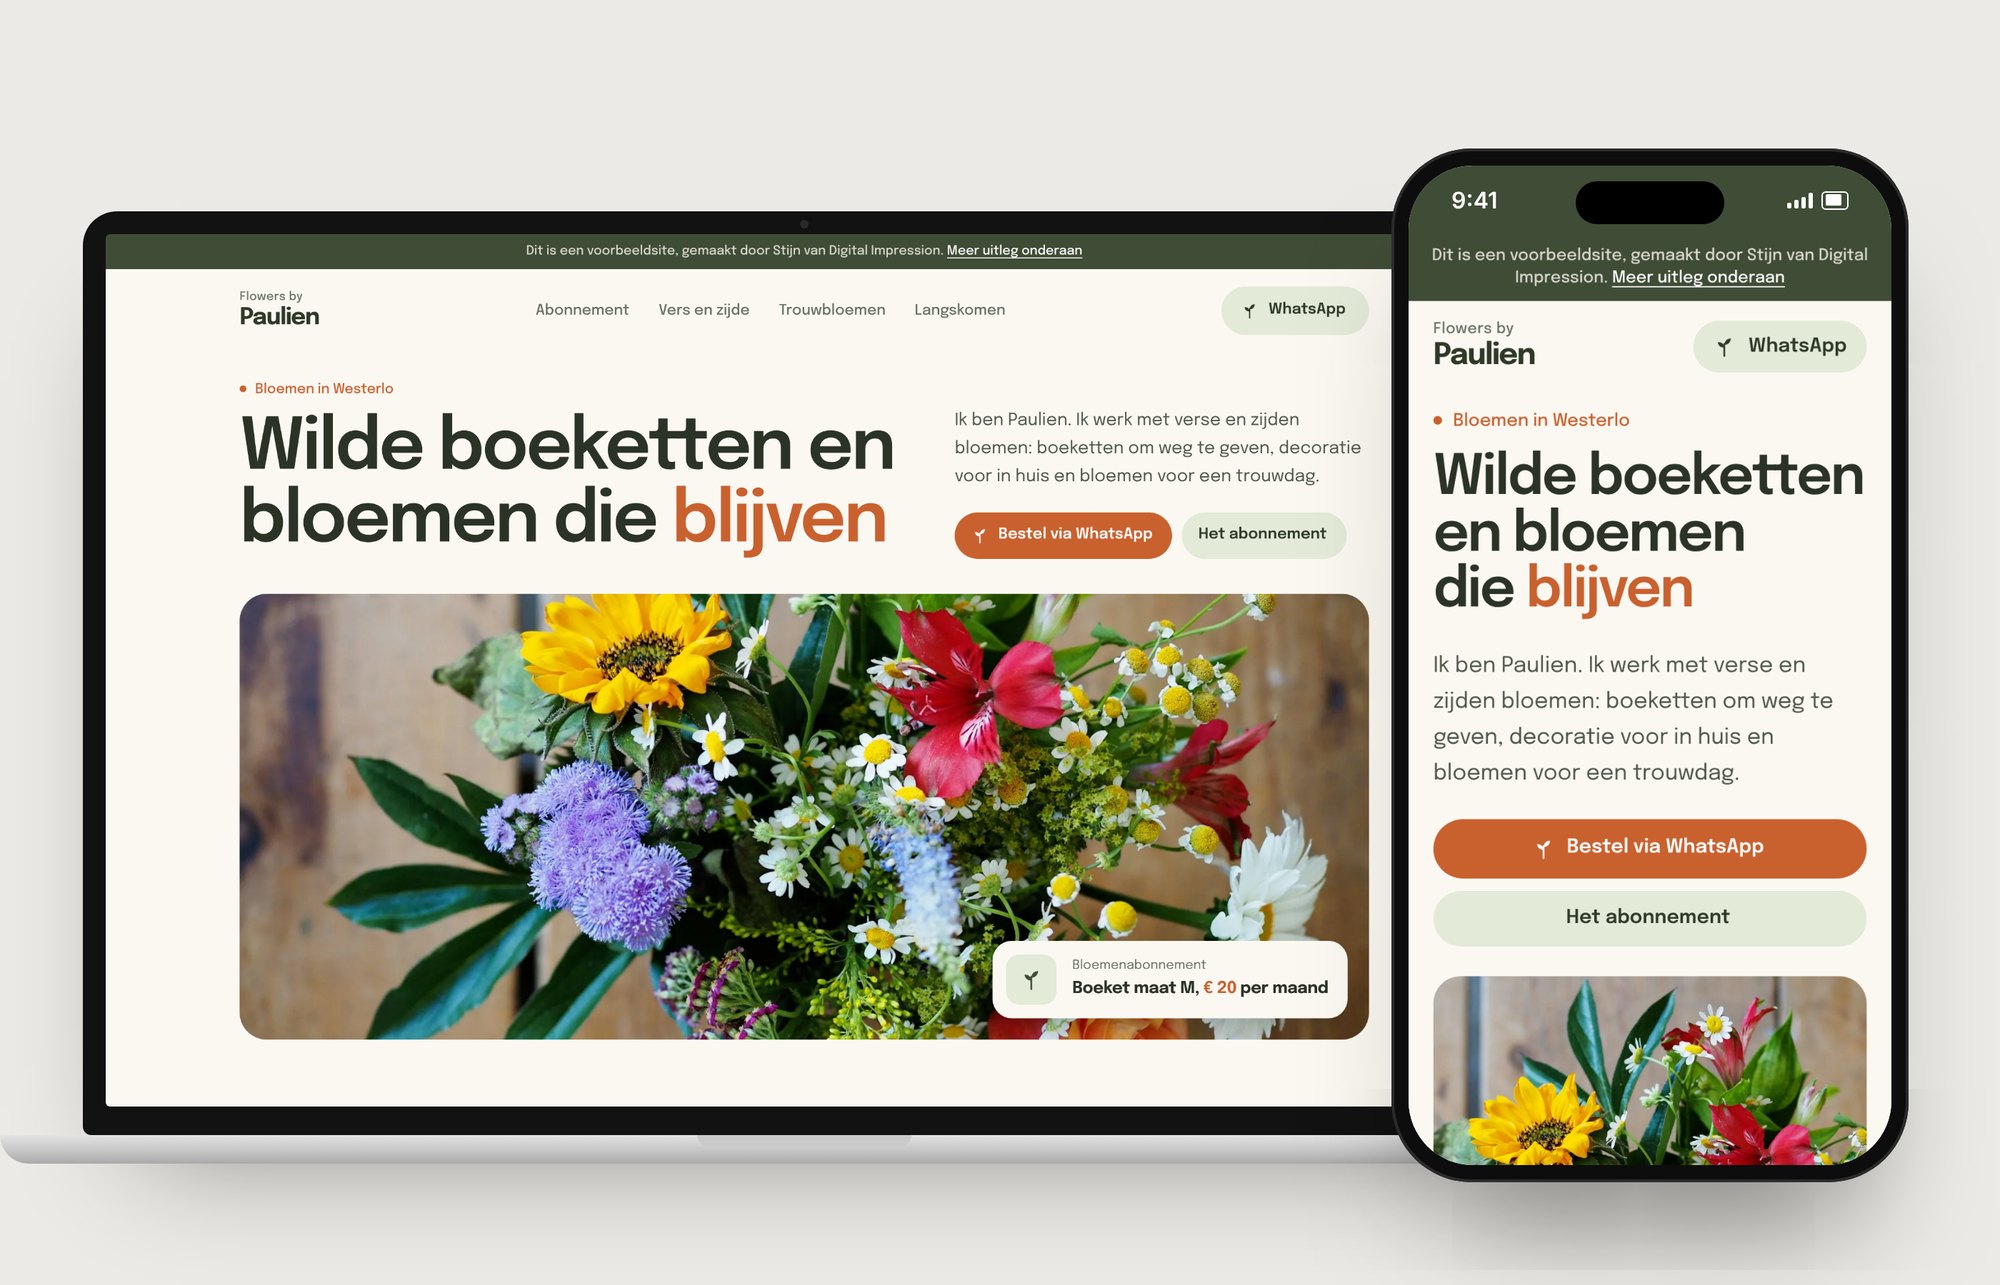 Dit is een voorbeeldsite, gemaakt door Stijn van Digital Impression. Meer uitleg onderaan
Flowers by
Paulien
Abonnement
Vers en zijde
Trouwbloemen
Langskomen
WhatsApp
Bloemen in Westerlo
Wilde boeketten en
bloemen die blijven
Ik ben Paulien. Ik werk met verse en zijden
bloemen: boeketten om weg te geven, decoratie
voor in huis en bloemen voor een trouwdag.
Bestel via WhatsApp
Het abonnement
Bloemenabonnement
Boeket maat M, € 20 per maand
9:41
Dit is een voorbeeldsite, gemaakt door Stijn van Digital
Impression. Meer uitleg onderaan
Flowers by
Paulien
WhatsApp
Bloemen in Westerlo
Wilde boeketten
en bloemen
die blijven
Ik ben Paulien. Ik werk met verse en
zijden bloemen: boeketten om weg te
geven, decoratie voor in huis en
bloemen voor een trouwdag.
Bestel via WhatsApp
Het abonnement